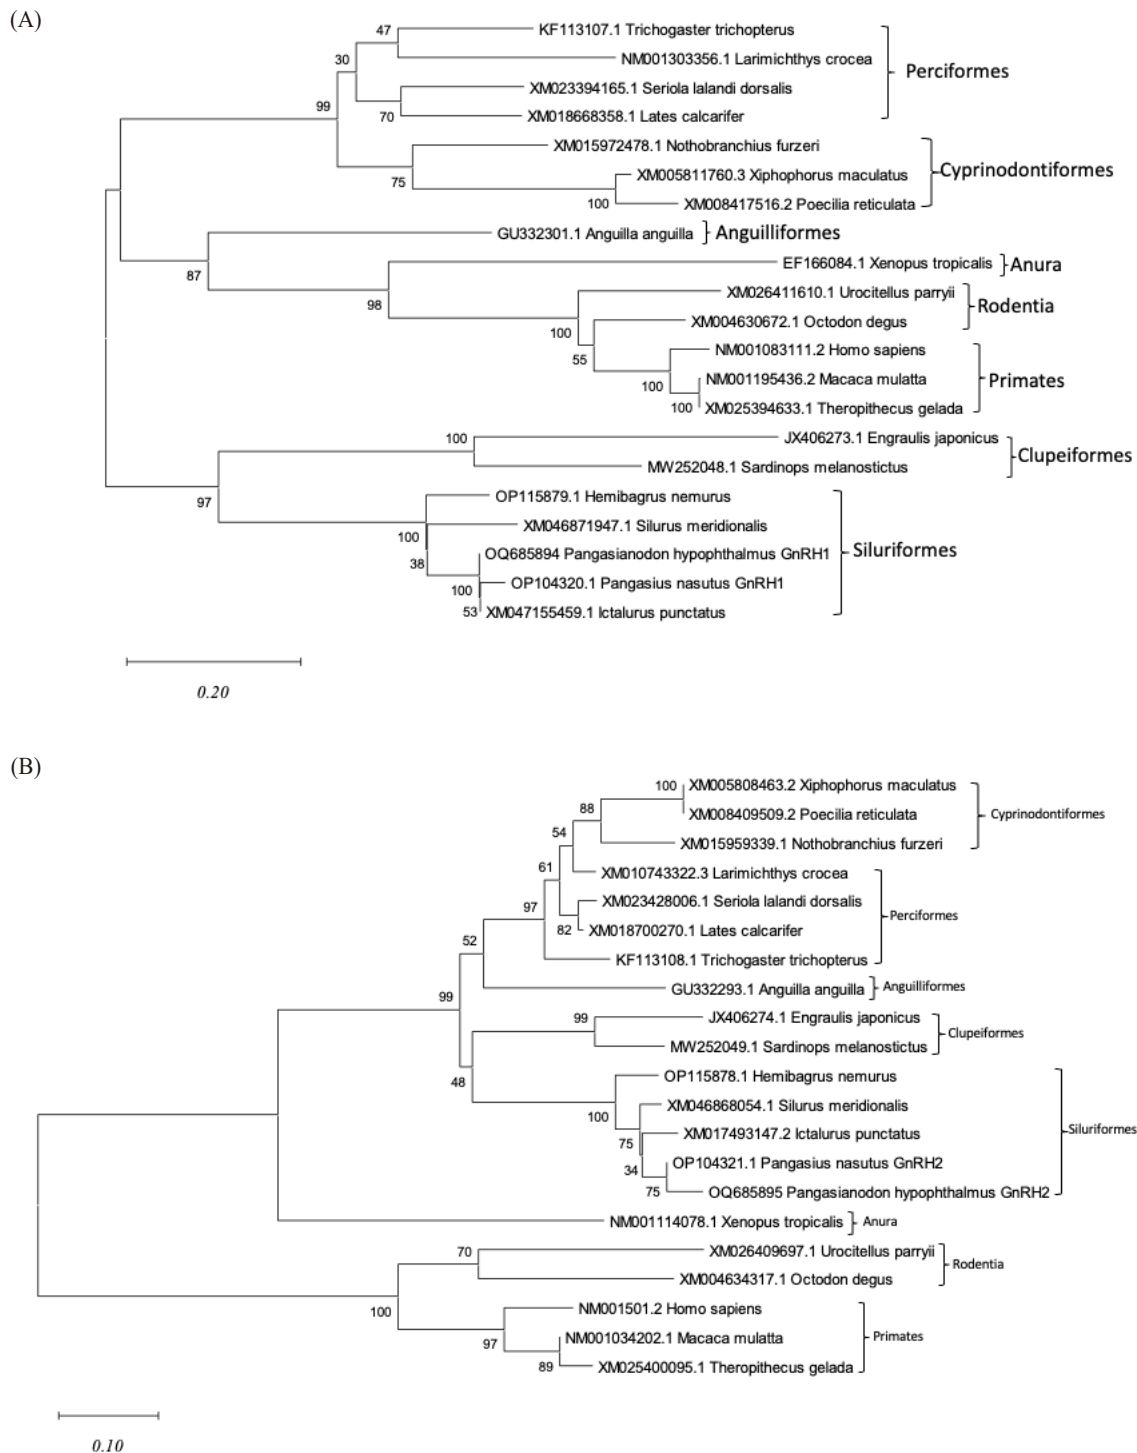 (A)
47
KF113107.1 Trichogaster trichopterus
30
NM001303356.1 Larimichthys crocea
Perciformes
XM023394165.1 Seriola lalandi dorsalis
99
70
XM018668358.1 Lates calcarifer
XM015972478.1 Nothobranchius furzeri
75
XM005811760.3 Xiphophorus maculatus
Cyprinodontiformes
100
XM008417516.2 Poecilia reticulata
GU332301.1 Anguilla anguilla
Anguilliformes
87
EF166084.1 Xenopus tropicalis
Anura
98
XM026411610.1 Urocitellus parryii
Rodentia
100
XM004630672.1 Octodon degus
55
NM001083111.2 Homo sapiens
100
NM001195436.2 Macaca mulatta
Primates
100
XM025394633.1 Theropithecus gelada
100
JX406273.1 Engraulis japonicus
Clupeiformes
MW252048.1 Sardinops melanostictus
97
OP115879.1 Hemibagrus nemurus
100
XM046871947.1 Silurus meridionalis
38
OQ685894 Pangasianodon hypophthalmus GnRH1
Siluriformes
100
OP104320.1 Pangasius nasutus GnRH1
53
XM047155459.1 Ictalurus punctatus
0.20
(B)
100
XM005808463.2 Xiphophorus maculatus
88
XM008409509.2 Poecilia reticulata
Cyprinodontiformes
54
XM015959339.1 Nothobranchius furzeri
61
XM010743322.3 Larimichthys crocea
97
XM023428006.1 Seriola lalandi dorsalis
Perciformes
82
XM018700270.1 Lates calcarifer
52
KF113108.1 Trichogaster trichopterus
99
GU332293.1 Anguilla anguilla
Anguilliformes
99
JX406274.1 Engraulis japonicus
Clupeiformes
MW252049.1 Sardinops melanostictus
48
OP115878.1 Hemibagrus nemurus
100
XM046868054.1 Silurus meridionalis
75
XM017493147.2 Ictalurus punctatus
Siluriformes
34
OP104321.1 Pangasius nasutus GnRH2
75
OQ685895 Pangasianodon hypophthalmus GnRH2
NM001114078.1 Xenopus tropicalis
Anura
70
XM026409697.1 Urocitellus parryii
Rodentia
XM004634317.1 Octodon degus
100
NM001501.2 Homo sapiens
97
NM001034202.1 Macaca mulatta
Primates
89
XM025400095.1 Theropithecus gelada
0.10